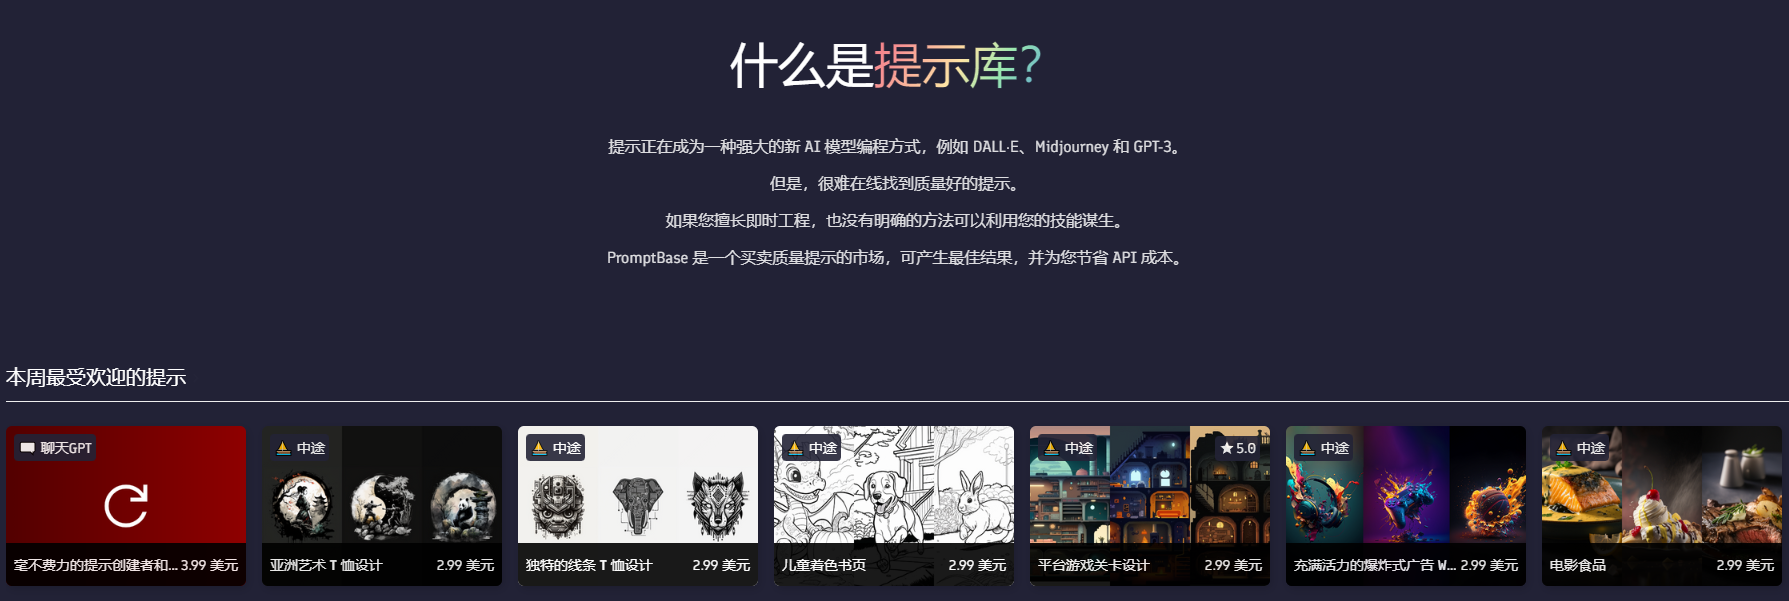 什么是提示库?
提示正在成为一种强大的新 AI 模型编程方式，例如 DALL·E、Midjourney 和 GPT-3。
但是，很难在线找到质量好的提示。
如果您擅长即时工程，也没有明确的方法可以利用您的技能谋生。
PromptBase 是一个买卖质量提示的市场，可产生最佳结果，并为您节省 API 成本。
本周最受欢迎的提示
聊天GPT
毫不费力的提示创建者和... 3.99 美元
中途
亚洲艺术 T 恤设计 2.99 美元
中途
独特的线条 T 恤设计 2.99 美元
中途
儿童着色书页 2.99 美元
中途 5.0
平台游戏关卡设计 2.99 美元
中途
充满活力的爆炸式广告 W... 2.99 美元
中途
电影食品 2.99 美元